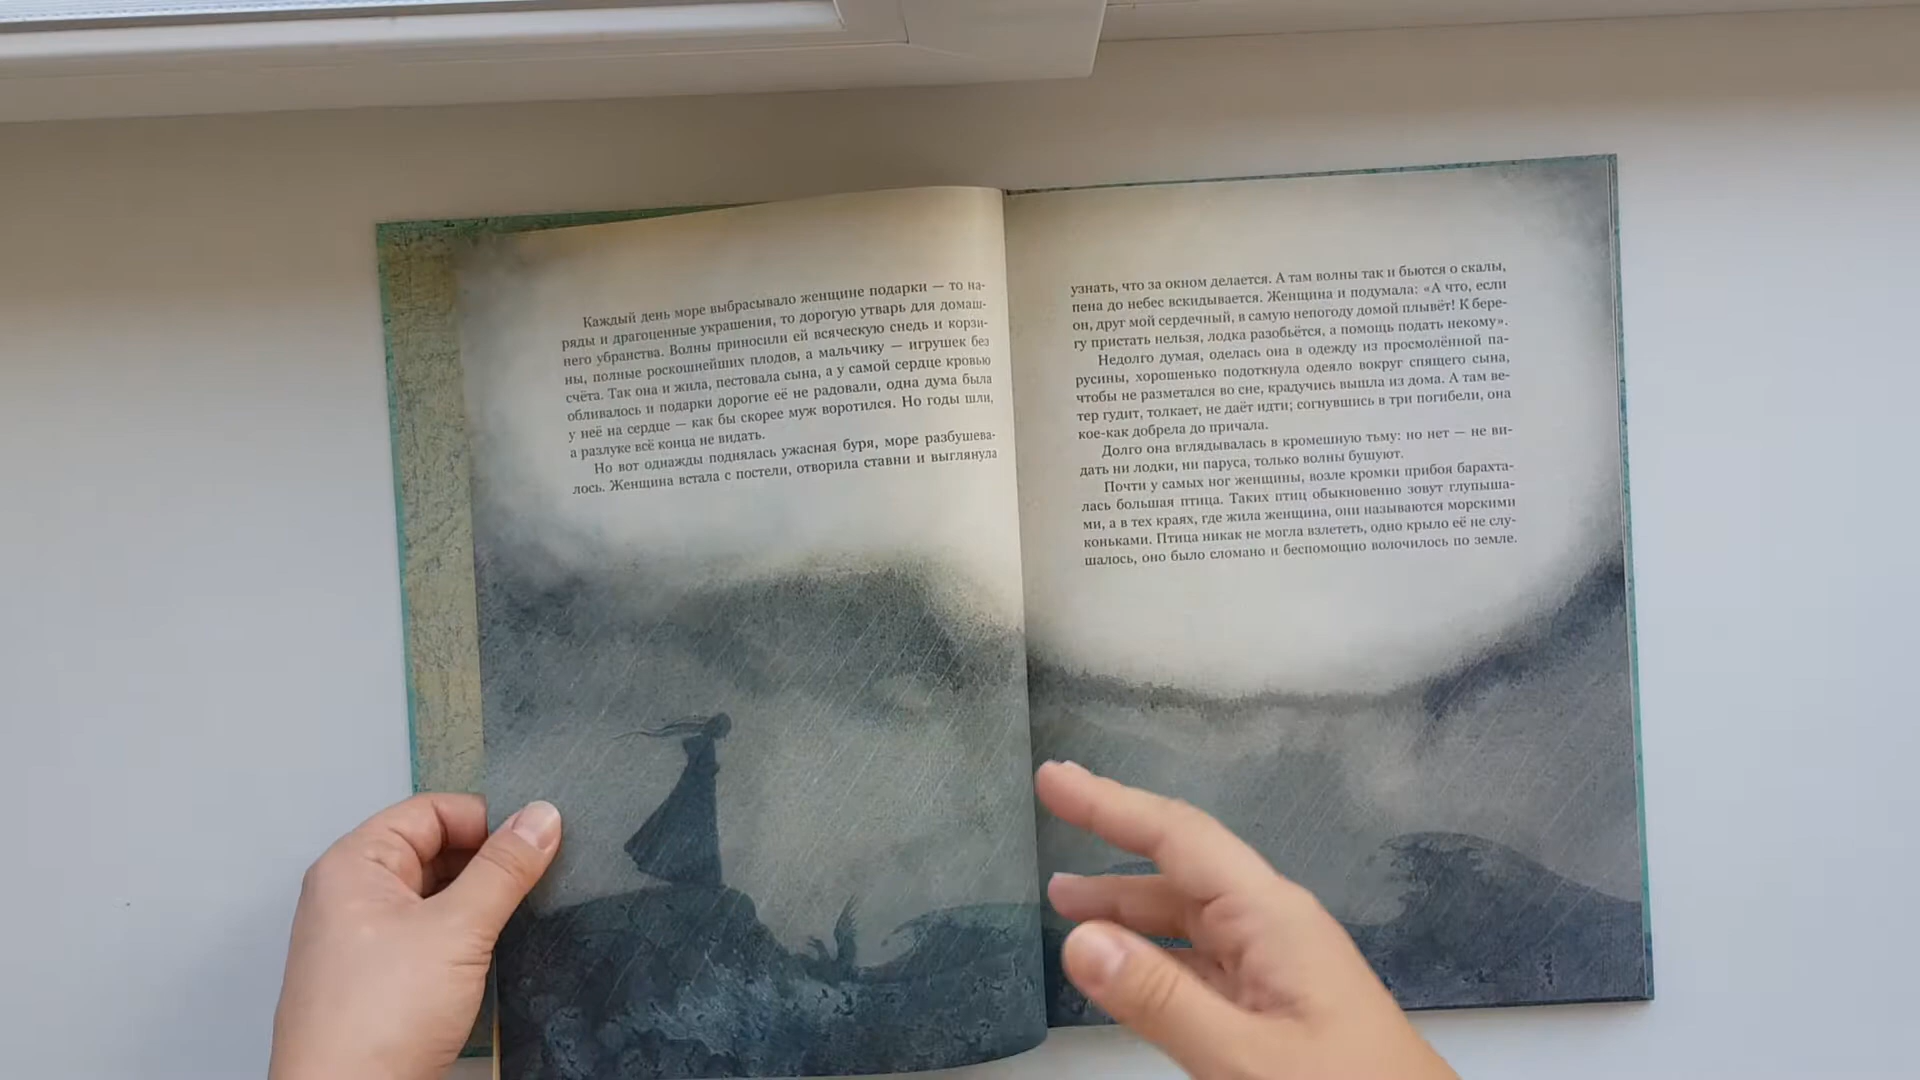 Каждый день море выбрасывало женщине подарки — то на-
ряды и драгоценные украшения, то дорогую утварь для домаш-
него убранства. Волны приносили ей всяческую снедь и корзи-
ны, полные роскошнейших плодов, а мальчику — игрушек без
счёта. Так она и жила, пестовала сына, а у самой сердце кровью
обливалось и подарки дорогие её не радовали, одна дума была
у неё на сердце — как бы скорее муж воротился. Но годы шли,
а разлуке всё конца не видать.
Но вот однажды поднялась ужасная буря, море разбушева-
лось. Женщина встала с постели, отворила ставни и выглянула
узнать, что за окном делается. А там волны так и бьются о скалы,
пена до небес вскидывается. Женщина и подумала: «А что, если
он, друг мой сердечный, в самую непогоду домой плывёт! К бере-
гу пристать нельзя, лодка разобьётся, а помощь подать некому».
Недолго думая, оделась она в одежду из просмолённой па-
русины, хорошенько подоткнула одеяло вокруг спящего сына,
чтобы не разметался во сне, крадучись вышла из дома. А там ве-
тер гудит, толкает, не даёт идти; согнувшись в три погибели, она
кое-как добрела до причала.
Долго она вглядывалась в кромешную тьму: но нет — не ви-
дать ни лодки, ни паруса, только волны бушуют.
Почти у самых ног женщины, возле кромки прибоя барахта-
лась большая птица. Таких птиц обыкновенно зовут глупыша-
ми, а в тех краях, где жила женщина, они называются морскими
коньками. Птица никак не могла взлететь, одно крыло её не слу-
шалось, оно было сломано и беспомощно волочилось по земле.